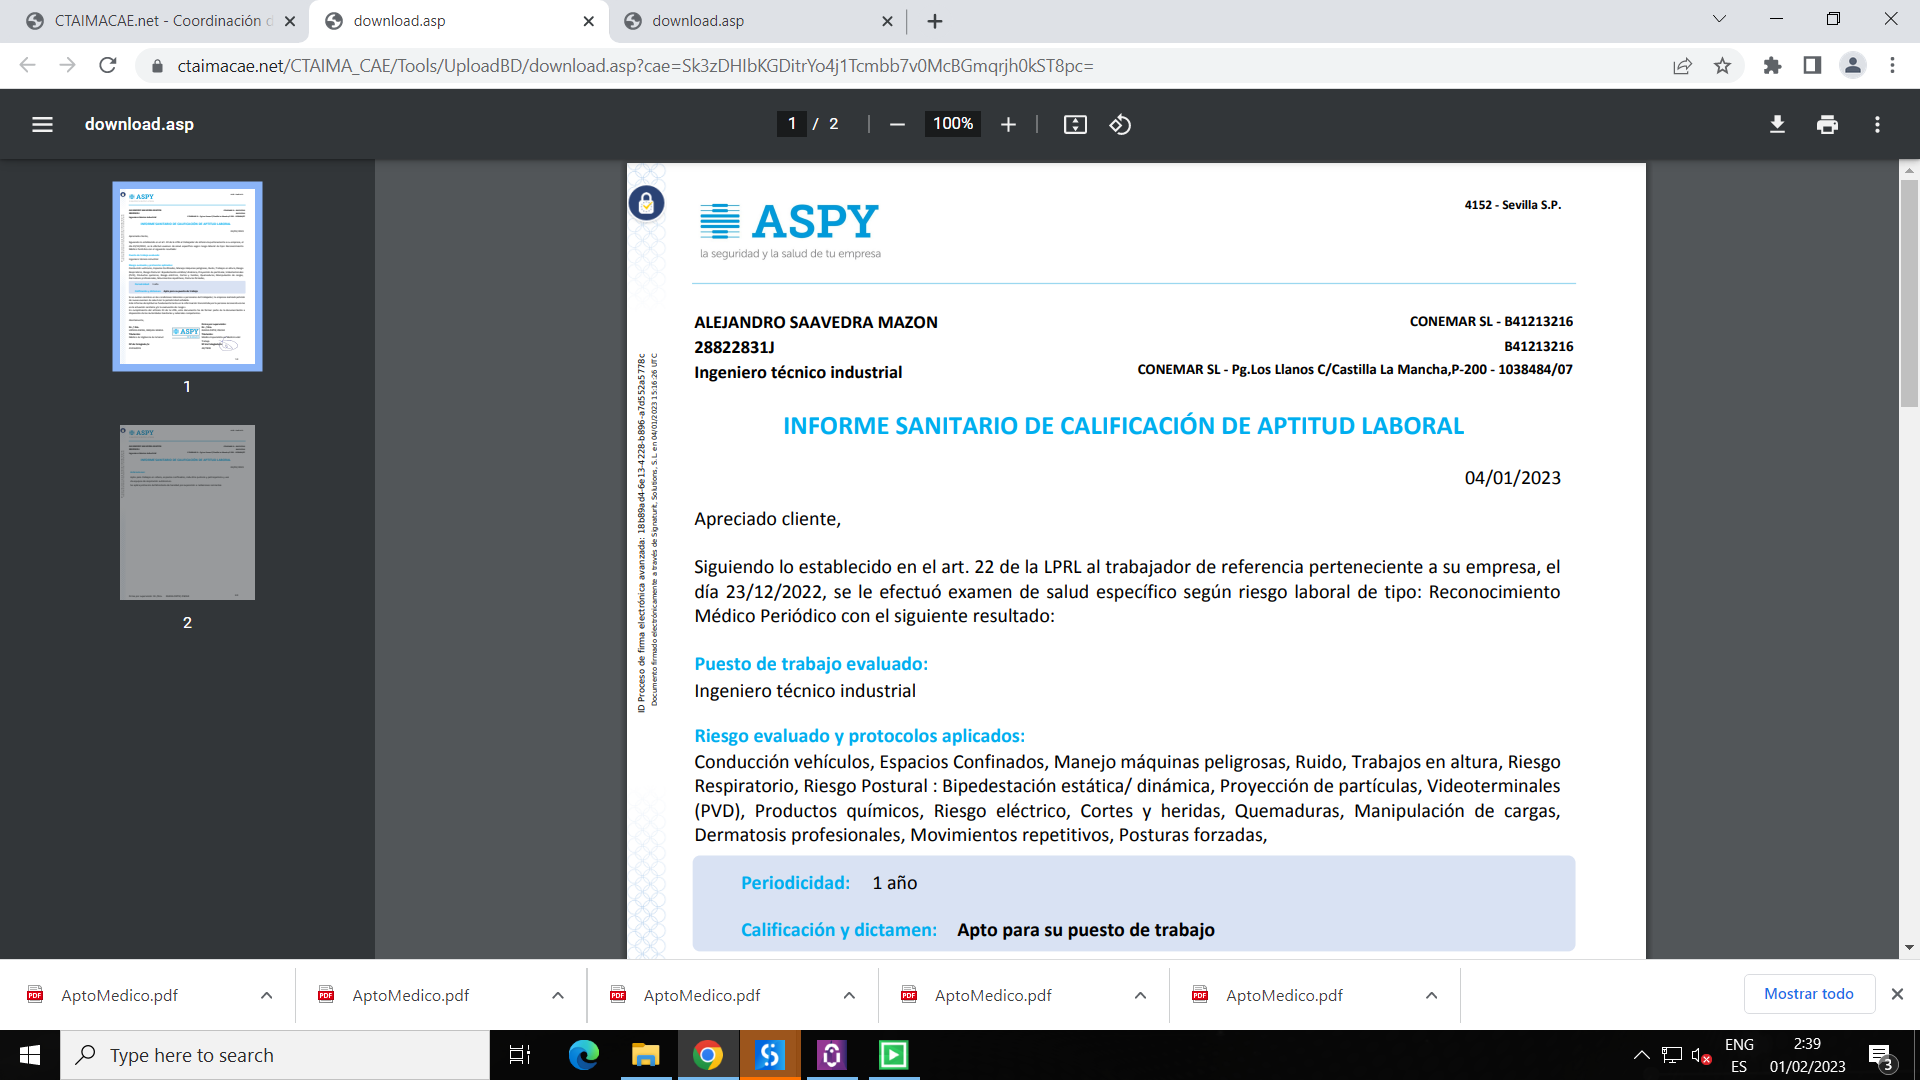 CTAIMACAE.net - Coordinación d
download.asp
download.asp
ctaimacae.net/CTAIMA_CAE/Tools/UploadBD/download.asp?cae=Sk3zDHIbKGDitrYo4j1Tcmbb7v0McBGmqrjh0kST8pc=
download.asp
1 / 2
100%
1
2
ASPY
la seguridad y la salud de tu empresa
4152 - Sevilla S.P.
ALEJANDRO SAAVEDRA MAZON
28822831J
Ingeniero técnico industrial
CONEMAR SL - B41213216
B41213216
CONEMAR SL - Pg.Los Llanos C/Castilla La Mancha,P-200 - 1038484/07
INFORME SANITARIO DE CALIFICACIÓN DE APTITUD LABORAL
04/01/2023
Apreciado cliente,
Siguiendo lo establecido en el art. 22 de la LPRL al trabajador de referencia perteneciente a su empresa, el
día 23/12/2022, se le efectuó examen de salud específico según riesgo laboral de tipo: Reconocimiento
Médico Periódico con el siguiente resultado:
Puesto de trabajo evaluado:
Ingeniero técnico industrial
Riesgo evaluado y protocolos aplicados:
Conducción vehículos, Espacios Confinados, Manejo máquinas peligrosas, Ruido, Trabajos en altura, Riesgo
Respiratorio, Riesgo Postural : Bipedestación estática/ dinámica, Proyección de partículas, Videoterminales
(PVD), Productos químicos, Riesgo eléctrico, Cortes y heridas, Quemaduras, Manipulación de cargas,
Dermatosis profesionales, Movimientos repetitivos, Posturas forzadas,
Periodicidad: 1 año
Calificación y dictamen: Apto para su puesto de trabajo
ID Proceso de firma electrónica avanzada: 18b89ad4-6e13-4228-b896-a7d552a5778c
Documento firmado electrónicamente a través de Signaturit. Solutions, S.L. en 04/01/2023 15:16:26 UTC
AptoMedico.pdf
AptoMedico.pdf
AptoMedico.pdf
AptoMedico.pdf
AptoMedico.pdf
Mostrar todo
Type here to search
ENG
ES
2:39
01/02/2023
3